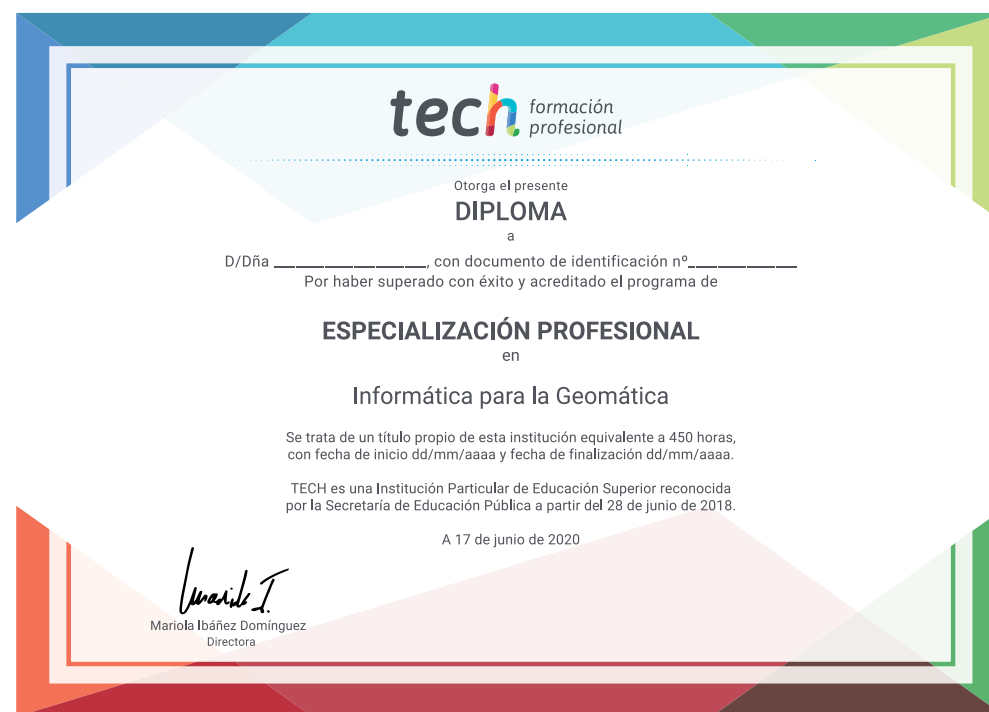 tech formación
profesional
Otorga el presente
DIPLOMA
a
D/Dña ____________________, con documento de identificación nº______________
Por haber superado con éxito y acreditado el programa de
ESPECIALIZACIÓN PROFESIONAL
en
Informática para la Geomática
Se trata de un título propio de esta institución equivalente a 450 horas,
con fecha de inicio dd/mm/aaaa y fecha de finalización dd/mm/aaaa.
TECH es una Institución Particular de Educación Superior reconocida
por la Secretaría de Educación Pública a partir del 28 de junio de 2018.
A 17 de junio de 2020
Mariola Ibáñez Domínguez
Directora